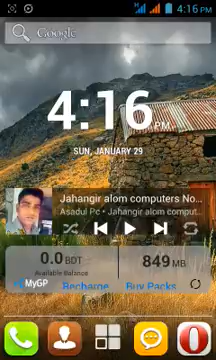 4:16 PM
Google
4:16 PM
SUN, JANUARY 29
Jahangir alom computers No...
Asadul Pc • Jahangir alom comput...
0.0 BDT
849 MB
Available Balance
MyGP
Recharge
Buy Packs